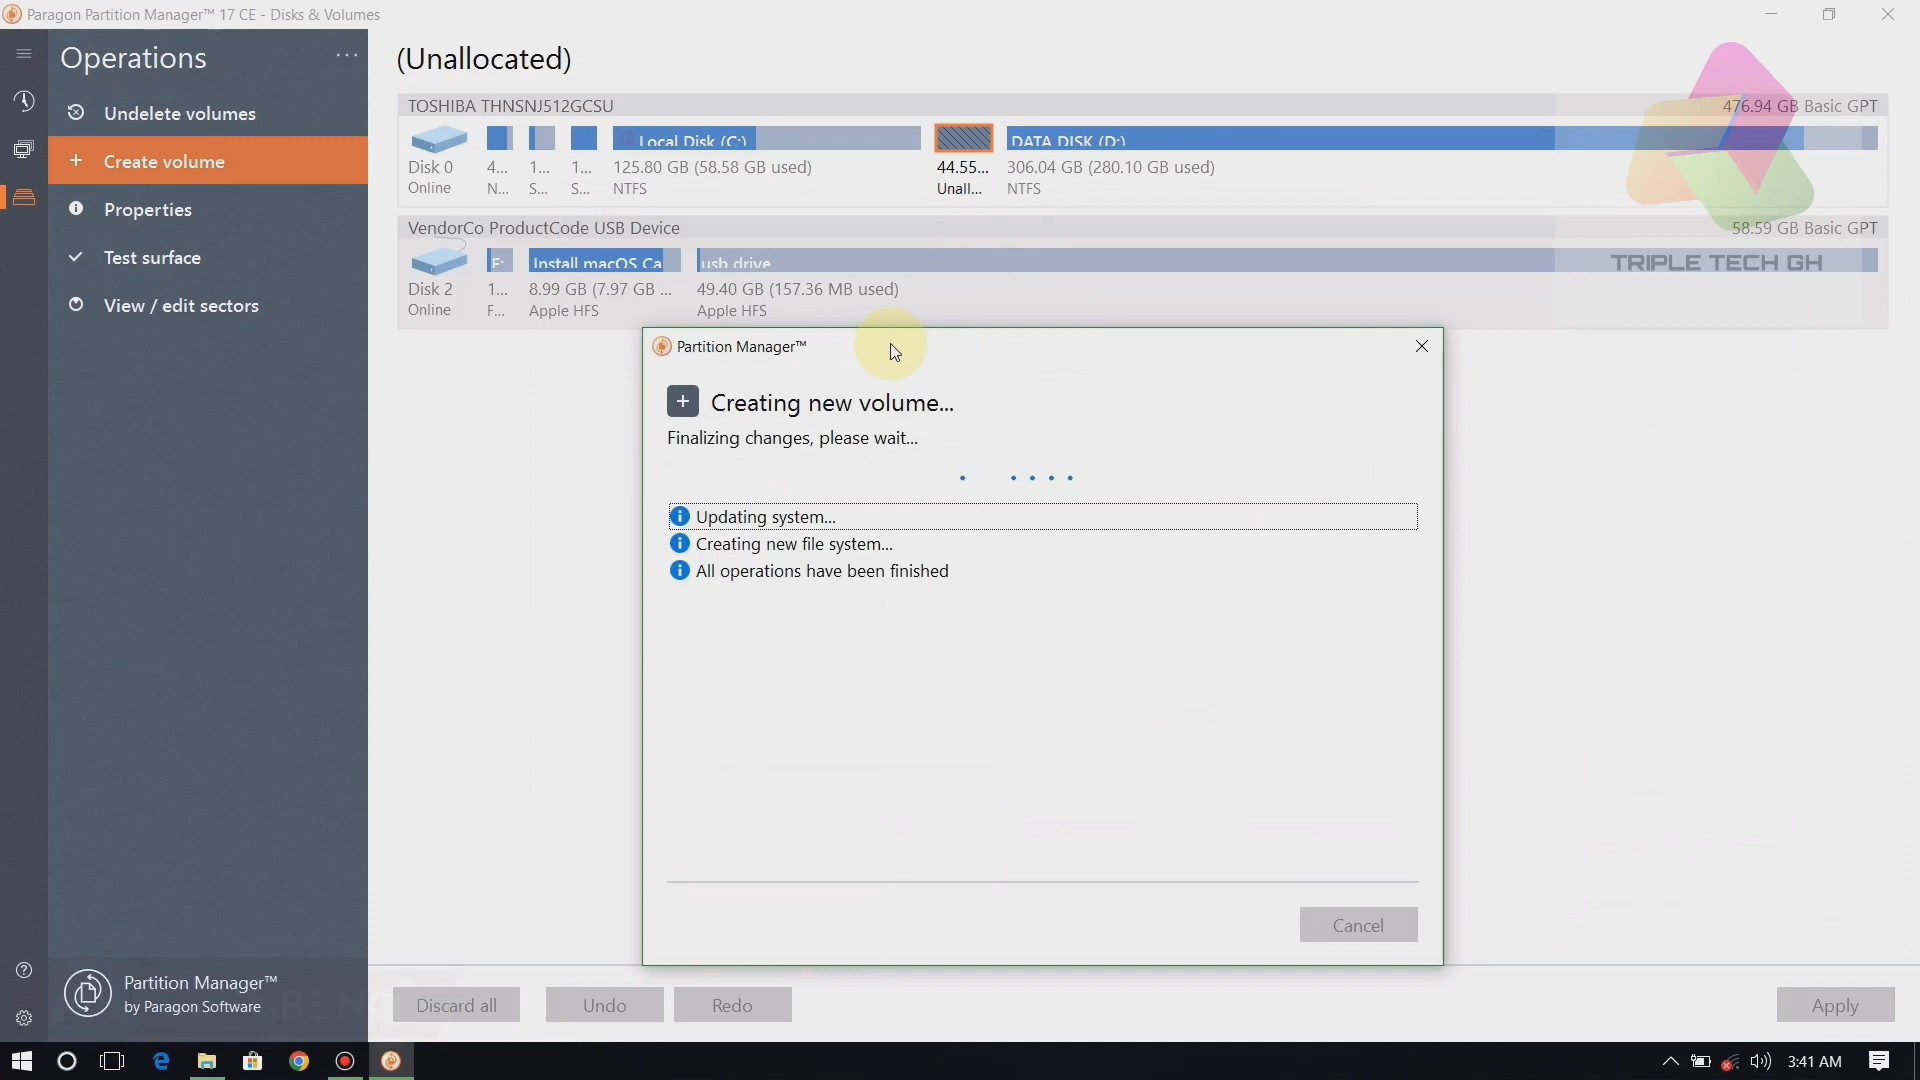 Paragon Partition Manager™ 17 CE - Disks & Volumes
Operations
...
Undelete volumes
Create volume
Properties
Test surface
View / edit sectors
Partition Manager™
by Paragon Software
(Unallocated)
TOSHIBA THNSNJ512GCSU
476.94 GB Basic GPT
Local Disk (C:)
DATA DISK (D:)
Disk 0
4...
1...
1...
125.80 GB (58.58 GB used)
44.55...
306.04 GB (280.10 GB used)
Online
N...
S...
S...
NTFS
Unall...
NTFS
VendorCo ProductCode USB Device
58.59 GB Basic GPT
F:
Install macOS Ca
usb drive
TRIPLE TECH GH
Disk 2
1...
8.99 GB (7.97 GB ...
49.40 GB (157.36 MB used)
Online
F...
Apple HFS
Apple HFS
Partition Manager™
Creating new volume...
Finalizing changes, please wait...
Updating system...
Creating new file system...
All operations have been finished
Cancel
Discard all
Undo
Redo
Apply
3:41 AM